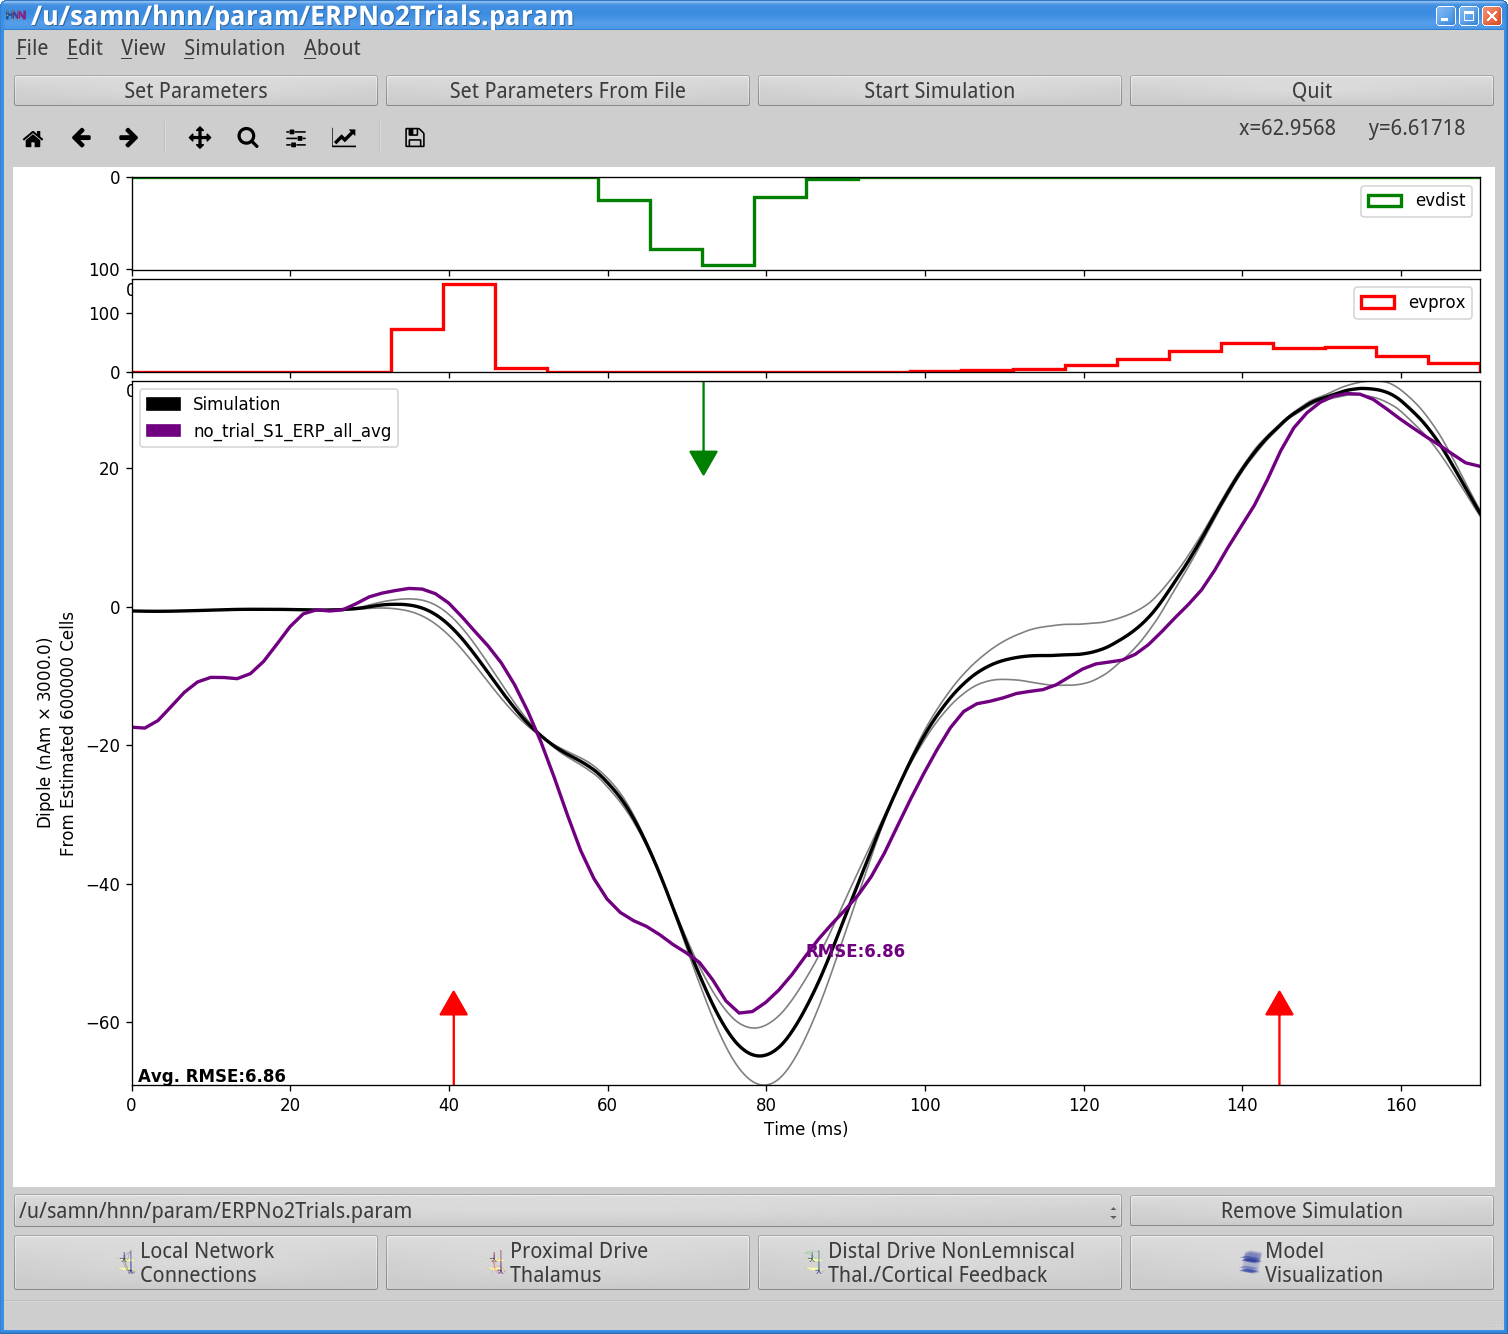 HNN /u/samn/hnn/param/ERPNo2Trials.param
File Edit View Simulation About
Set Parameters Set Parameters From File Start Simulation Quit
x=62.9568 y=6.61718
0
100
evdist
0
100
0
evprox
0
Simulation
no_trial_S1_ERP_all_avg
20
0
−20
−40
−60
Dipole (nAm × 3000.0)
From Estimated 600000 Cells
RMSE:6.86
Avg. RMSE:6.86
0 20 40 60 80 100 120 140 160
Time (ms)
/u/samn/hnn/param/ERPNo2Trials.param Remove Simulation
Local Network
Connections
Proximal Drive
Thalamus
Distal Drive NonLemniscal
Thal./Cortical Feedback
Model
Visualization